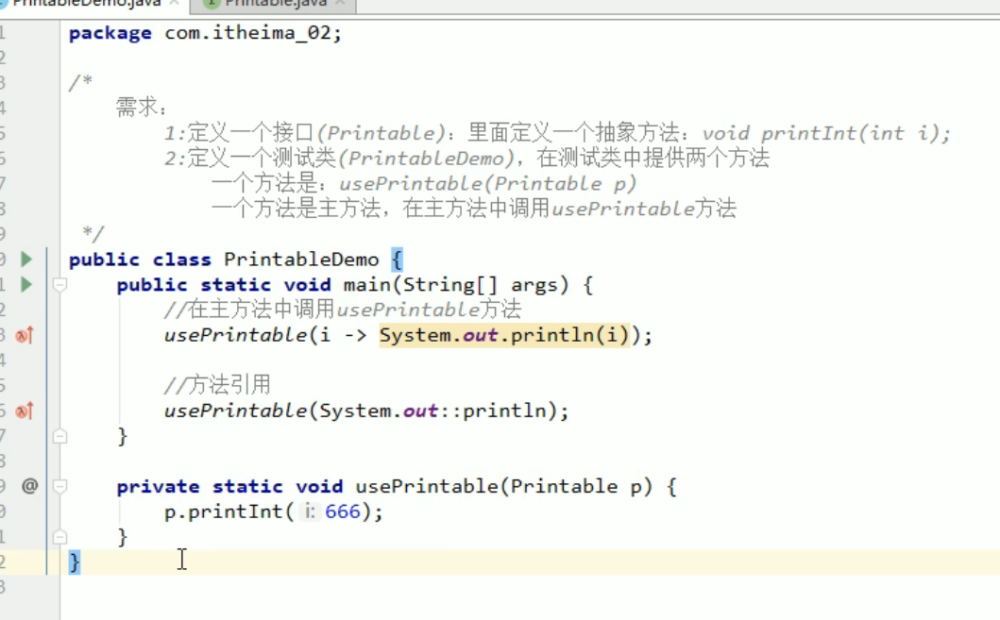 PrintableDemo.java × Printable.java ×
package com.itheima_02;
/*
需求:
1:定义一个接口(Printable): 里面定义一个抽象方法: void printInt(int i);
2:定义一个测试类(PrintableDemo), 在测试类中提供两个方法
一个方法是: usePrintable(Printable p)
一个方法是主方法, 在主方法中调用usePrintable方法
*/
public class PrintableDemo {
public static void main(String[] args) {
//在主方法中调用usePrintable方法
usePrintable(i -> System.out.println(i));
//方法引用
usePrintable(System.out::println);
}
@ private static void usePrintable(Printable p) {
p.printInt( i: 666);
}
}